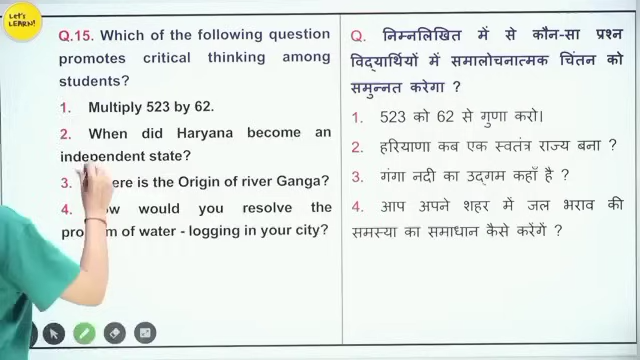 Let's
LEARN!
Q.15. Which of the following question
promotes critical thinking among
students?
1. Multiply 523 by 62.
2. When did Haryana become an
independent state?
3. is the Origin of river Ganga?
4. would you resolve the
of water - logging in your city?
Q. निम्नलिखित में से कौन-सा प्रश्न
विद्यार्थियों में समालोचनात्मक चिंतन को
समुन्नत करेगा ?
1. 523 को 62 से गुणा करो।
2. हरियाणा कब एक स्वतंत्र राज्य बना ?
3. गंगा नदी का उद्गम कहाँ है ?
4. आप अपने शहर में जल भराव की
समस्या का समाधान कैसे करेंगें ?